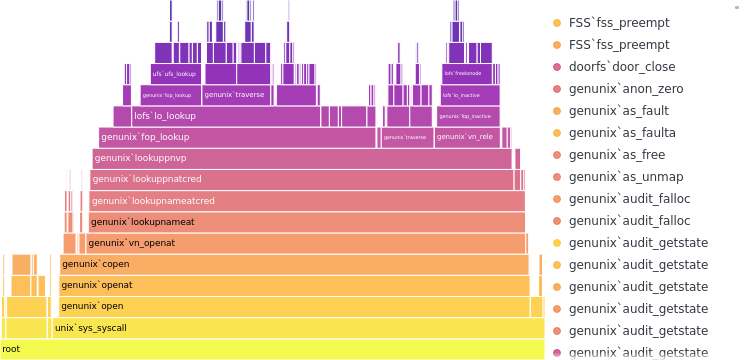 ufs`ufs_lookup
lofs`freelonode
genunix`fop_lookup
genunix`traverse
lofs`lo_inactive
lofs`lo_lookup
genunix`fop_inactive
genunix`fop_lookup
genunix`traverse
genunix`vn_rele
genunix`lookuppnvp
genunix`lookuppnatcred
genunix`lookupnameatcred
genunix`lookupnameat
genunix`vn_openat
genunix`copen
genunix`openat
genunix`open
unix`sys_syscall
root
FSS`fss_preempt
FSS`fss_preempt
doorfs`door_close
genunix`anon_zero
genunix`as_fault
genunix`as_faulta
genunix`as_free
genunix`as_unmap
genunix`audit_falloc
genunix`audit_falloc
genunix`audit_getstate
genunix`audit_getstate
genunix`audit_getstate
genunix`audit_getstate
genunix`audit_getstate
genunix`audit_getstate